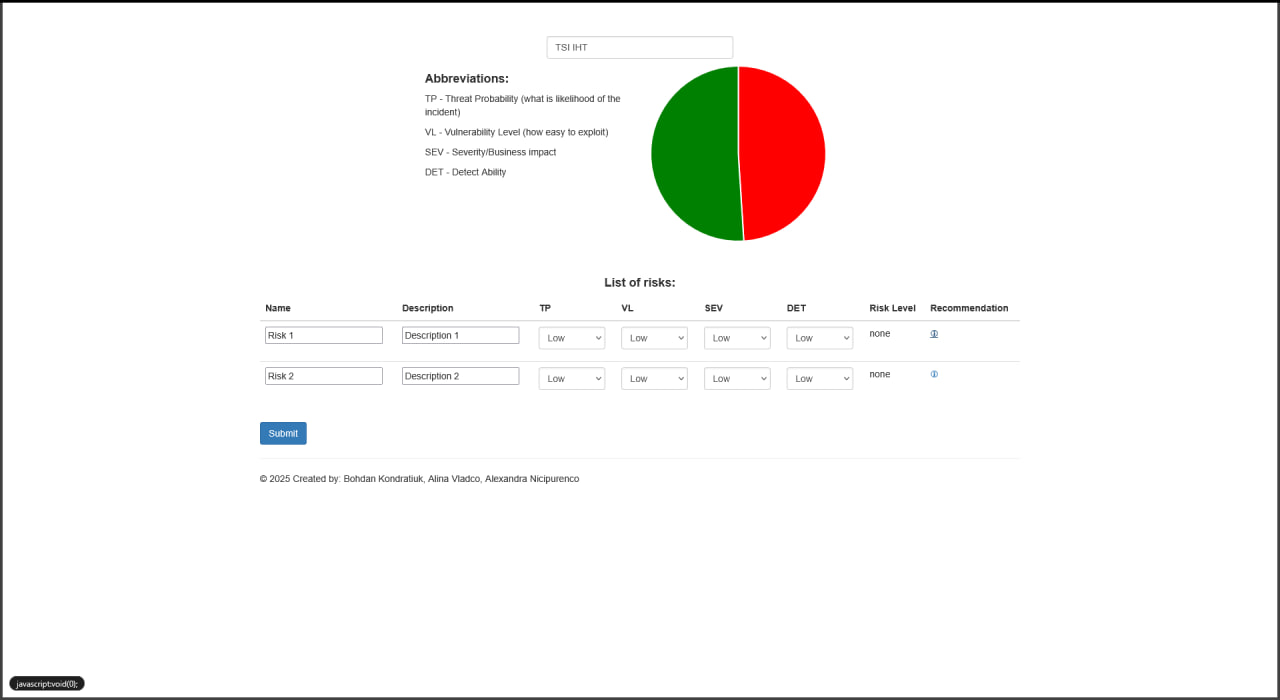 TSI IHT
Abbreviations:
TP - Threat Probability (what is likelihood of the
incident)
VL - Vulnerability Level (how easy to exploit)
SEV - Severity/Business impact
DET - Detect Ability
List of risks:
Name Description TP VL SEV DET Risk Level Recommendation
Risk 1 Description 1 Low Low Low Low none
Risk 2 Description 2 Low Low Low Low none
Submit
© 2025 Created by: Bohdan Kondratiuk, Alina Vladco, Alexandra Nicipurenco
javascript:void(0);